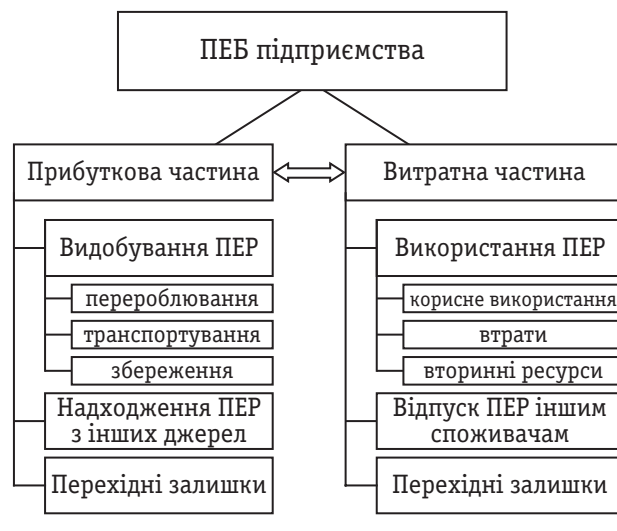 ПЕБ підприємства
Прибуткова частина
Витратна частина
Видобування ПЕР
перероблювання
транспортування
збереження
Надходження ПЕР
з інших джерел
Перехідні залишки
Використання ПЕР
корисне використання
втрати
вторинні ресурси
Відпуск ПЕР іншим
споживачам
Перехідні залишки